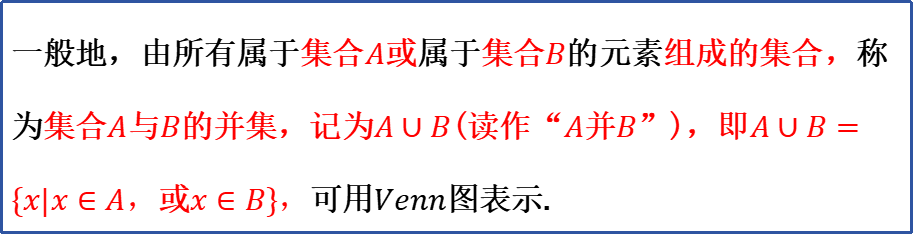 一般地，由所有属于集合A或属于集合B的元素组成的集合，称
为集合A与B的并集，记为A∪B(读作“A并B”)，即A∪B=
{x|x∈A，或x∈B}，可用Venn图表示.